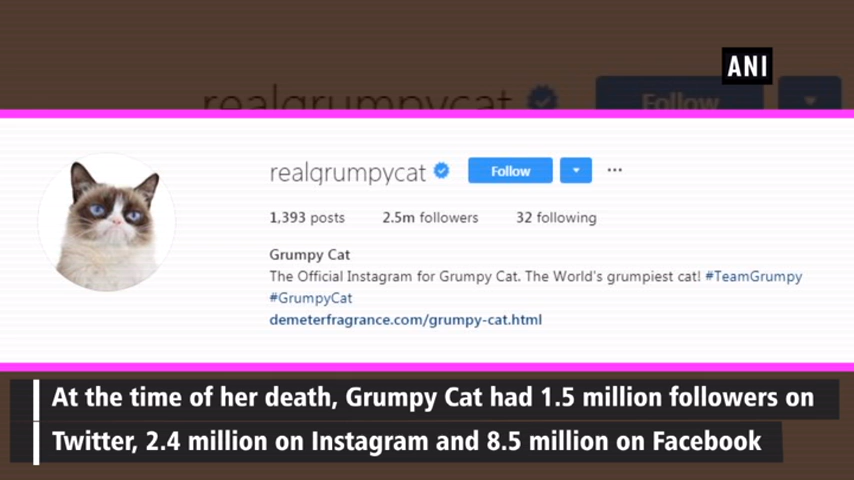 ANI
realgrumpycat Follow
realgrumpycat Follow ...
1,393 posts 2.5m followers 32 following
Grumpy Cat
The Official Instagram for Grumpy Cat. The World's grumpiest cat! #TeamGrumpy
#GrumpyCat
demeterfragrance.com/grumpy-cat.html
At the time of her death, Grumpy Cat had 1.5 million followers on
Twitter, 2.4 million on Instagram and 8.5 million on Facebook